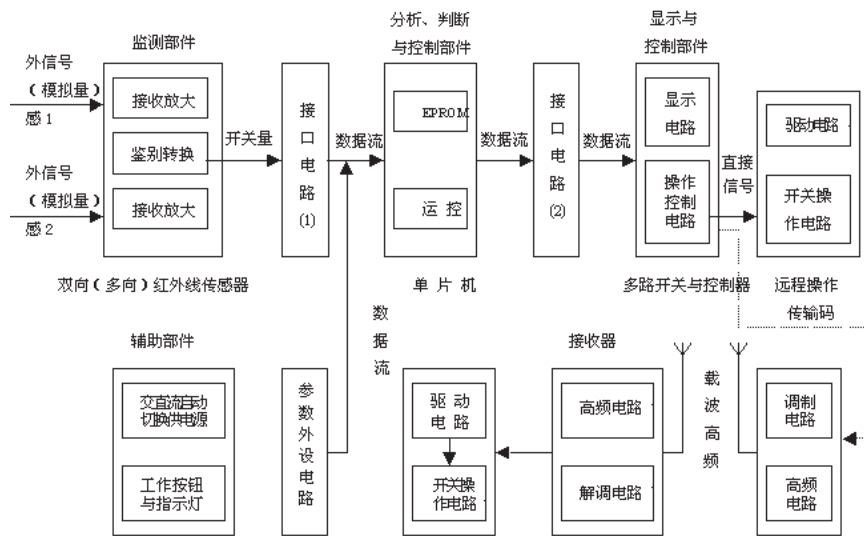 监测部件
分析、判断
与控制部件
显示与
控制部件
外信号
(模拟量)
感1
外信号
(模拟量)
感2
接收放大
鉴别转换
接收放大
开关量
接口电路(1)
数据流
EPROM
运 控
数据流
接口电路(2)
数据流
显示
电路
操作
控制
电路
直接
信号
驱动电路
开关操
作电路
双向(多向)红外线传感器
单 片 机
多路开关与控制器
远程操作
传输码
数据流
辅助部件
交直流自动
切换供电源
工作按钮
与指示灯
参数外设电路
驱 动
电 路
开关操
作电路
接收器
高频电路
解调电路
载波高频
调制
电路
高频
电路